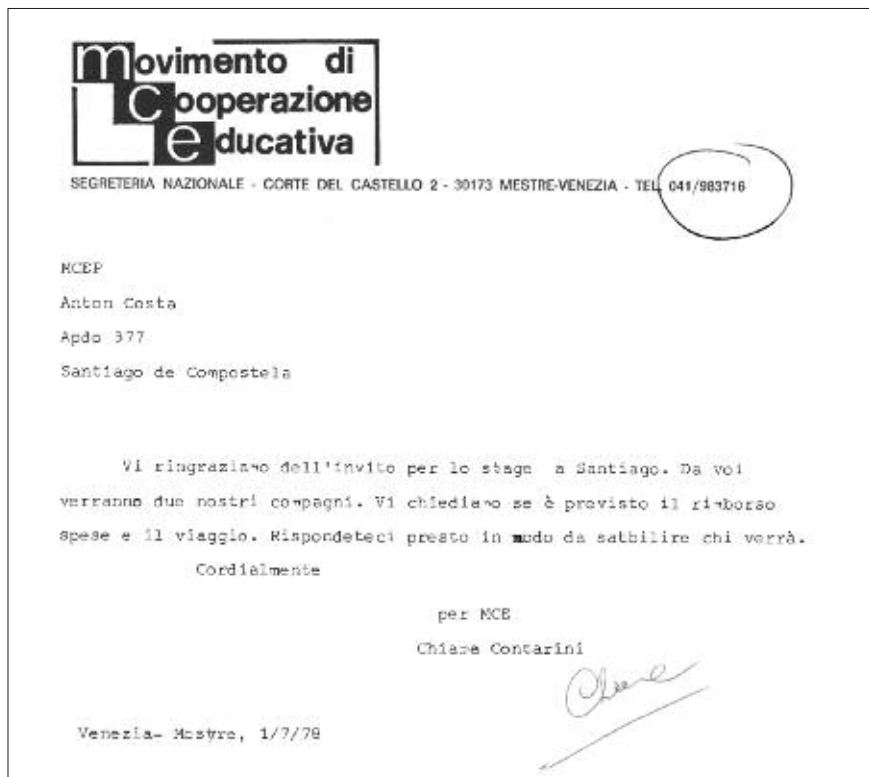 movimento di
cooperazione
educativa
SEGRETERIA NAZIONALE - CORTE DEL CASTELLO 2 - 30173 MESTRE-VENEZIA - TEL. 041/983716
MCEP
Anton Costa
Apdo 377
Santiago de Compostela
Vi ringraziamo dell'invito per lo stage a Santiago. Da voi
verranno due nostri compagni. Vi chiediamo se è previsto il rimborso
spese e il viaggio. Rispondeteci presto in modo da satbilire chi verrà.
Cordialmente
per MCE
Chiara Contarini
Venezia- Mestre, 1/7/78